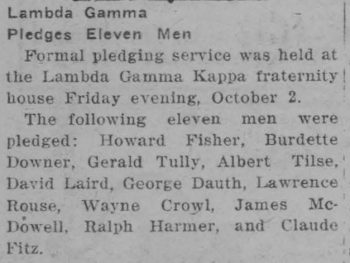 Lambda Gamma
Pledges Eleven Men
Formal pledging service was held at
the Lambda Gamma Kappa fraternity
house Friday evening, October 2.
The following eleven men were
pledged: Howard Fisher, Burdette
Downer, Gerald Tully, Albert Tilse,
David Laird, George Dauth, Lawrence
Rouse, Wayne Crowl, James Mc-
Dowell, Ralph Harmer, and Claude
Fitz.